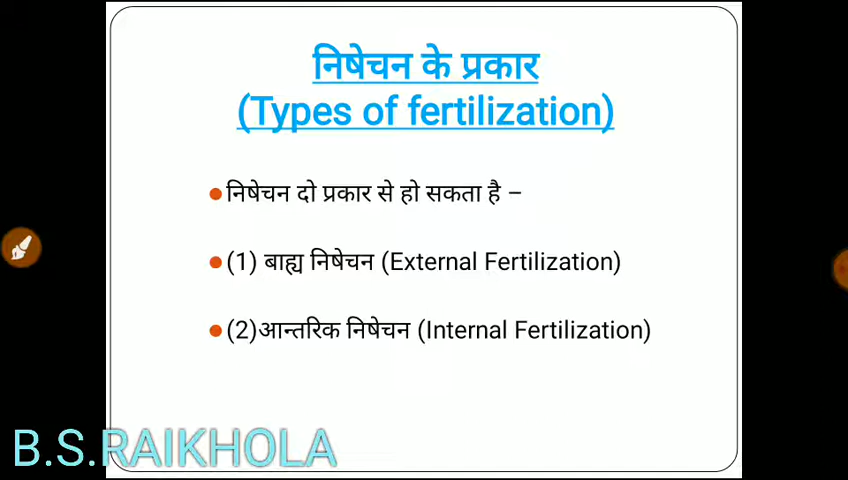 निषेचन के प्रकार
(Types of fertilization)
निषेचन दो प्रकार से हो सकता है –
(1) बाह्य निषेचन (External Fertilization)
(2)आन्तरिक निषेचन (Internal Fertilization)
B.S.RAIKHOLA